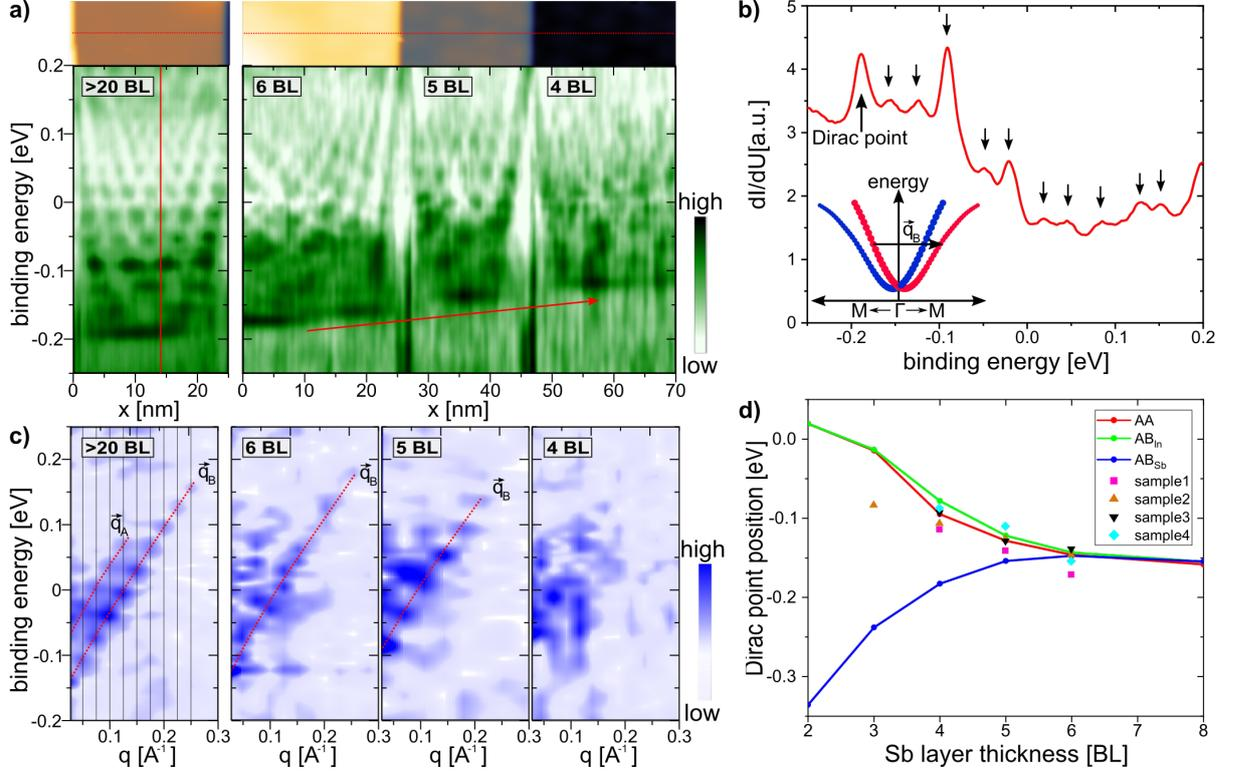 a)
>20 BL
6 BL
5 BL
4 BL
binding energy [eV]
0.2
0.1
0
-0.1
-0.2
0
10
20
x [nm]
0
10
20
30
40
50
60
70
x [nm]
high
low
b)
dI/dU[a.u.]
5
4
3
2
1
0
Dirac point
energy
q⃗B
M←Γ→M
-0.2
-0.1
0.0
0.1
0.2
binding energy [eV]
c)
>20 BL
6 BL
5 BL
4 BL
q⃗A
q⃗B
q⃗B
q⃗B
binding energy [eV]
0.2
0.1
0
-0.1
-0.2
0.1
0.2
0.1
0.2
0.3
0.1
0.2
0.3
0.1
0.2
0.3
q [A-1]
q [A-1]
q [A-1]
q [A-1]
high
low
d)
Dirac point position [eV]
0.0
-0.1
-0.2
-0.3
AA
ABIn
ABSb
sample1
sample2
sample3
sample4
2
3
4
5
6
7
8
Sb layer thickness [BL]